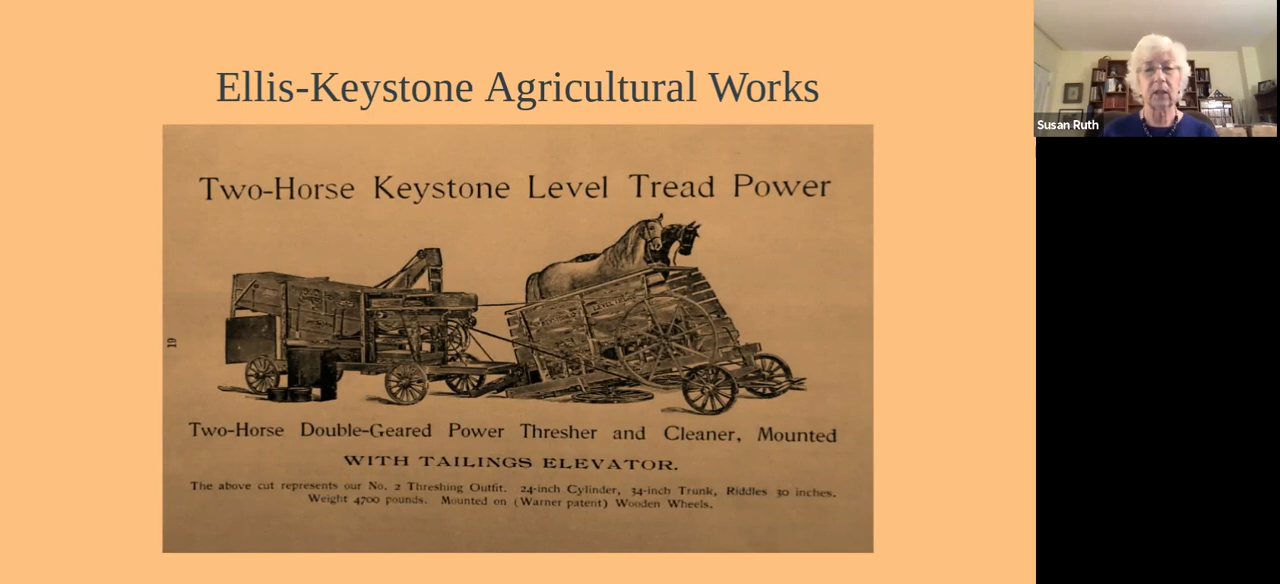 Ellis-Keystone Agricultural Works
Two-Horse Keystone Level Tread Power
19
Two-Horse Double-Geared Power Thresher and Cleaner, Mounted
WITH TAILINGS ELEVATOR.
The above cut represents our No. 2 Threshing Outfit. 24-inch Cylinder, 34-inch Trunk, Riddles 30 inches.
Weight 4700 pounds. Mounted on (Warner patent) Wooden Wheels.
Susan Ruth